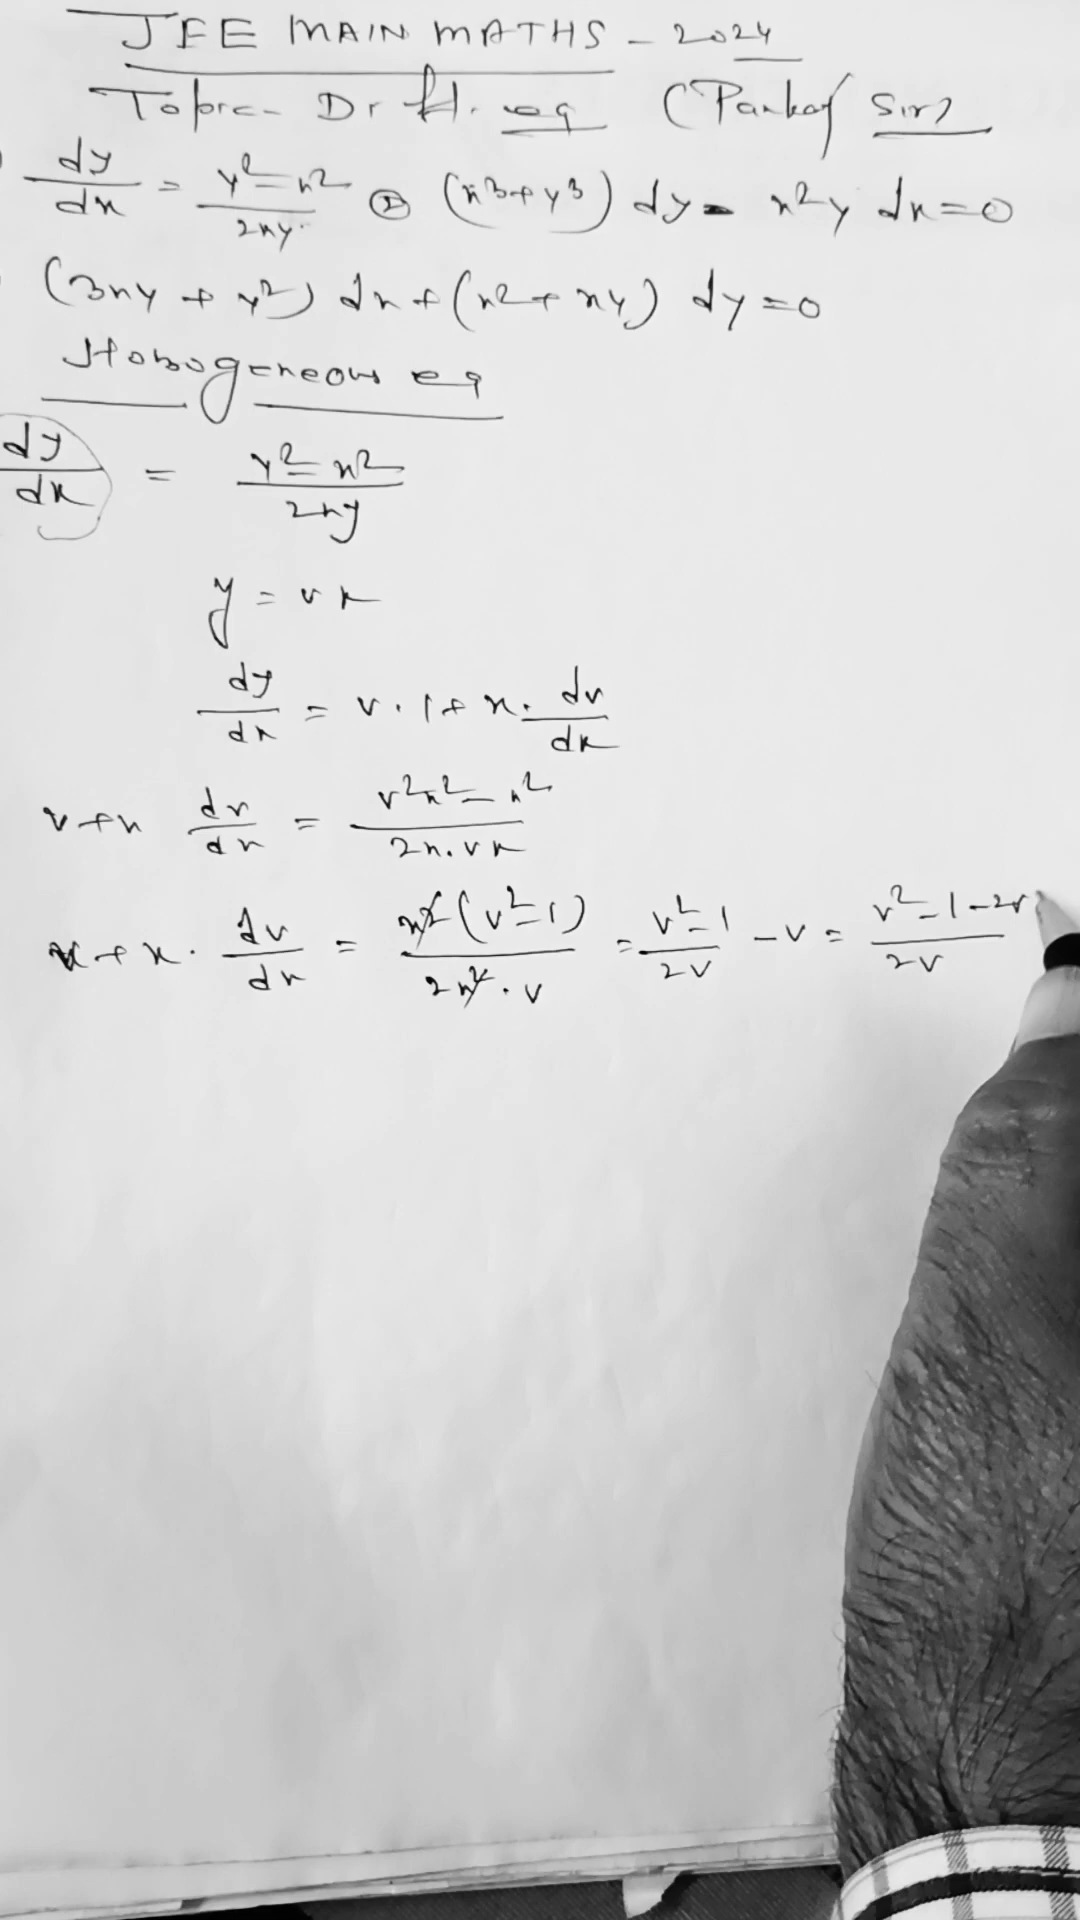 JEE MAIN MATHS - 2024
Topic - Diff. eq (Pankaj Sir)
dy/dx = y²-x²/2xy ② (x³+y³) dy - x²y dx=0
(3xy + y²) dx + (x²+xy) dy=0
Homogeneous eq
dy/dx = y²-x²/2xy
y = vx
dy/dx = v.1+x. dv/dx
v+x dv/dx = v²x²-x²/2x.vx
v+x. dv/dx = x²(v²-1)/2x².v = v²-1/2v -v = v²-1-2v/2v